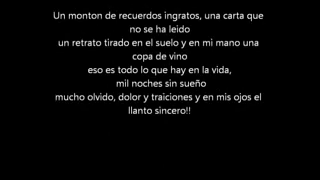 Un monton de recuerdos ingratos, una carta que
no se ha leido
un retrato tirado en el suelo y en mi mano una
copa de vino
eso es todo lo que hay en la vida,
mil noches sin sueño
mucho olvido, dolor y traiciones y en mis ojos el
llanto sincero!!